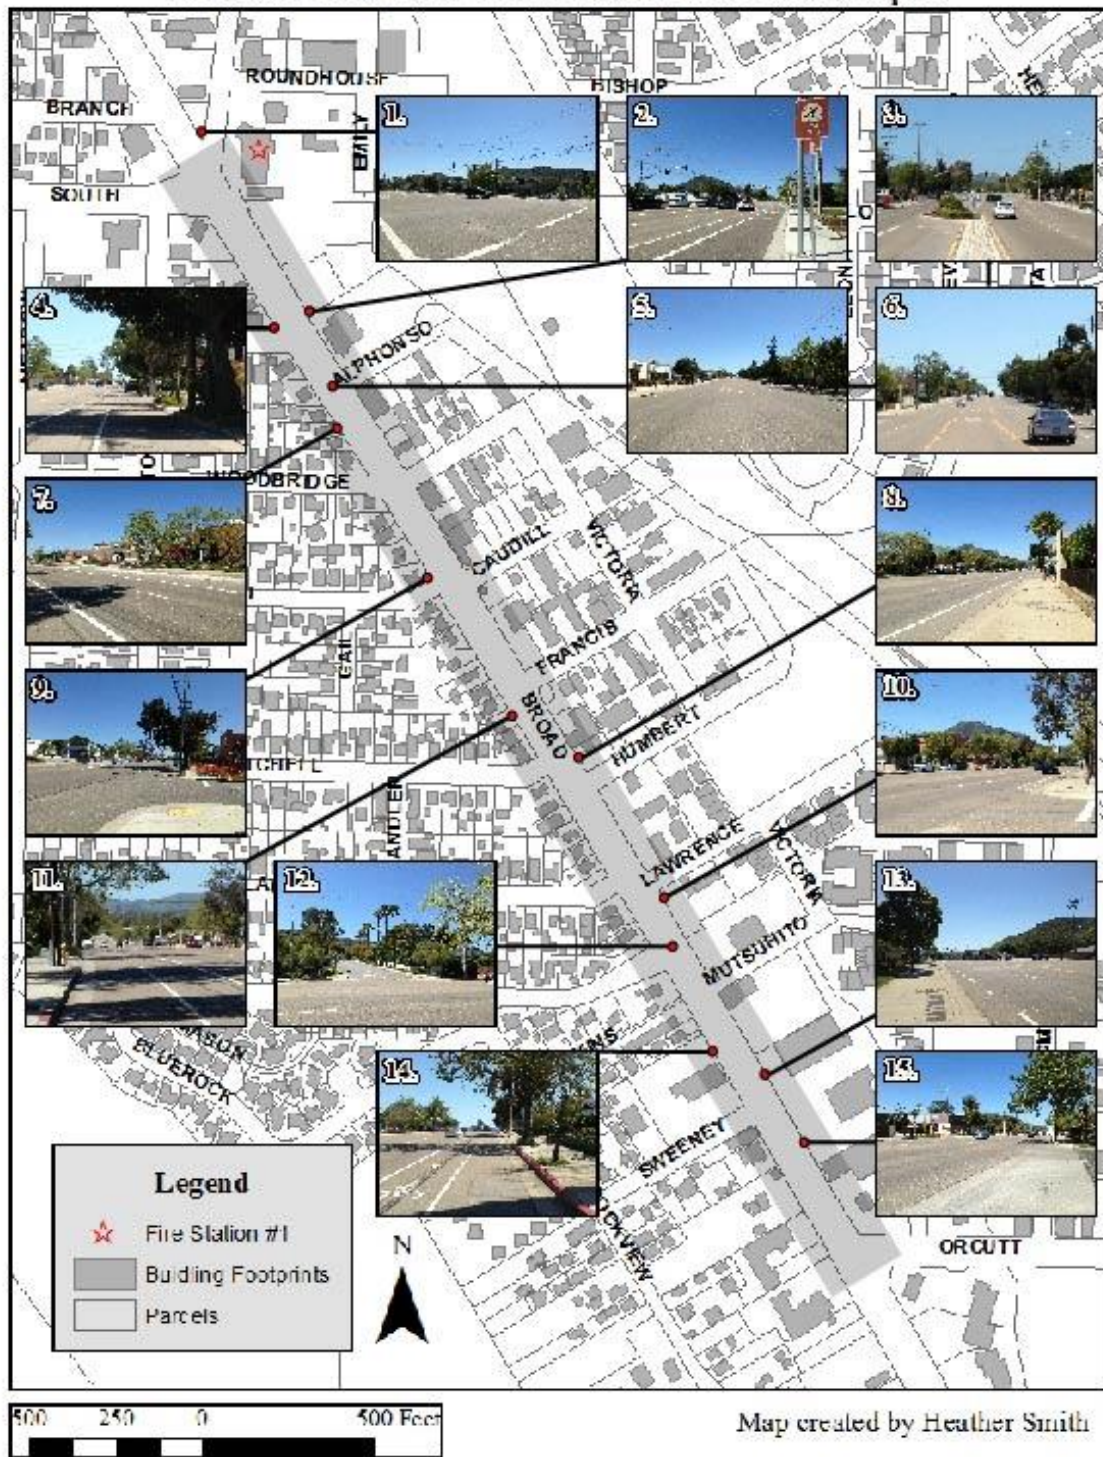 ROUNDHOUSE
BISHOP
BRANCH
EMILY
SOUTH
1.
2.
3.
4.
5.
6.
ALPHONSO
WOODBRIDGE
7.
8.
CAUDILL
VICTORIA
FRANCIS
BROAD
HUMBERT
9.
10.
LAWRENCE
VICTORIA
11.
12.
13.
MUTSUHITO
MASON
BLUEROCK
14.
15.
SWEENEY
ORCUTT
Legend
Fire Station #1
Buidling Footprints
Parcels
N
500 250 0 500 Feet
Map created by Heather Smith